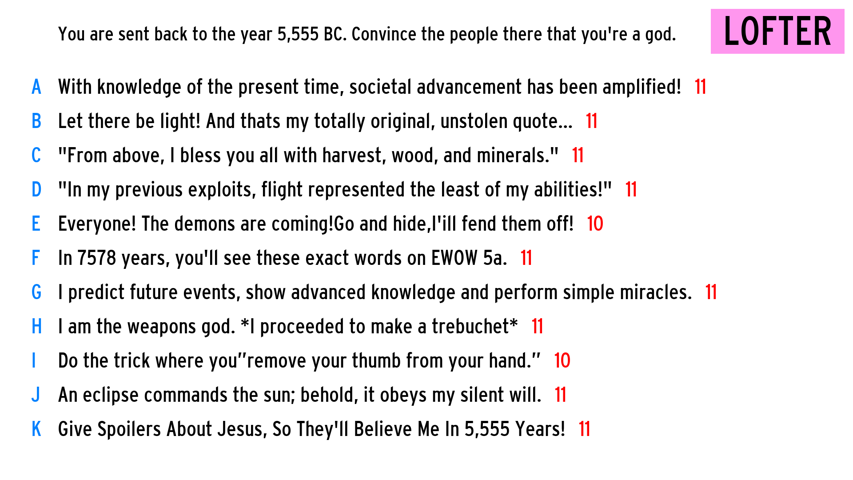 You are sent back to the year 5,555 BC. Convince the people there that you're a god.
LOFTER
A With knowledge of the present time, societal advancement has been amplified! 11
B Let there be light! And thats my totally original, unstolen quote... 11
C "From above, I bless you all with harvest, wood, and minerals." 11
D "In my previous exploits, flight represented the least of my abilities!" 11
E Everyone! The demons are coming!Go and hide,I'ill fend them off! 10
F In 7578 years, you'll see these exact words on EWOW 5a. 11
G I predict future events, show advanced knowledge and perform simple miracles. 11
H I am the weapons god. *I proceeded to make a trebuchet* 11
I Do the trick where you”remove your thumb from your hand.” 10
J An eclipse commands the sun; behold, it obeys my silent will. 11
K Give Spoilers About Jesus, So They'll Believe Me In 5,555 Years! 11